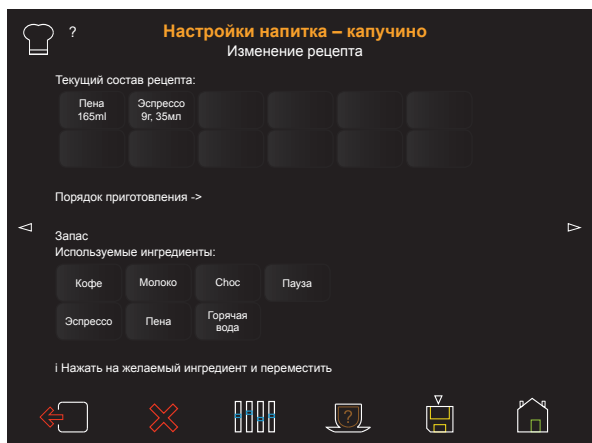 ?
Настройки напитка – капучино
Изменение рецепта
Текущий состав рецепта:
Пена
165ml
Эспрессо
9г, 35мл
Порядок приготовления ->
Запас
Используемые ингредиенты:
Кофе
Молоко
Choc
Пауза
Эспрессо
Пена
Горячая
вода
i Нажать на желаемый ингредиент и переместить
?